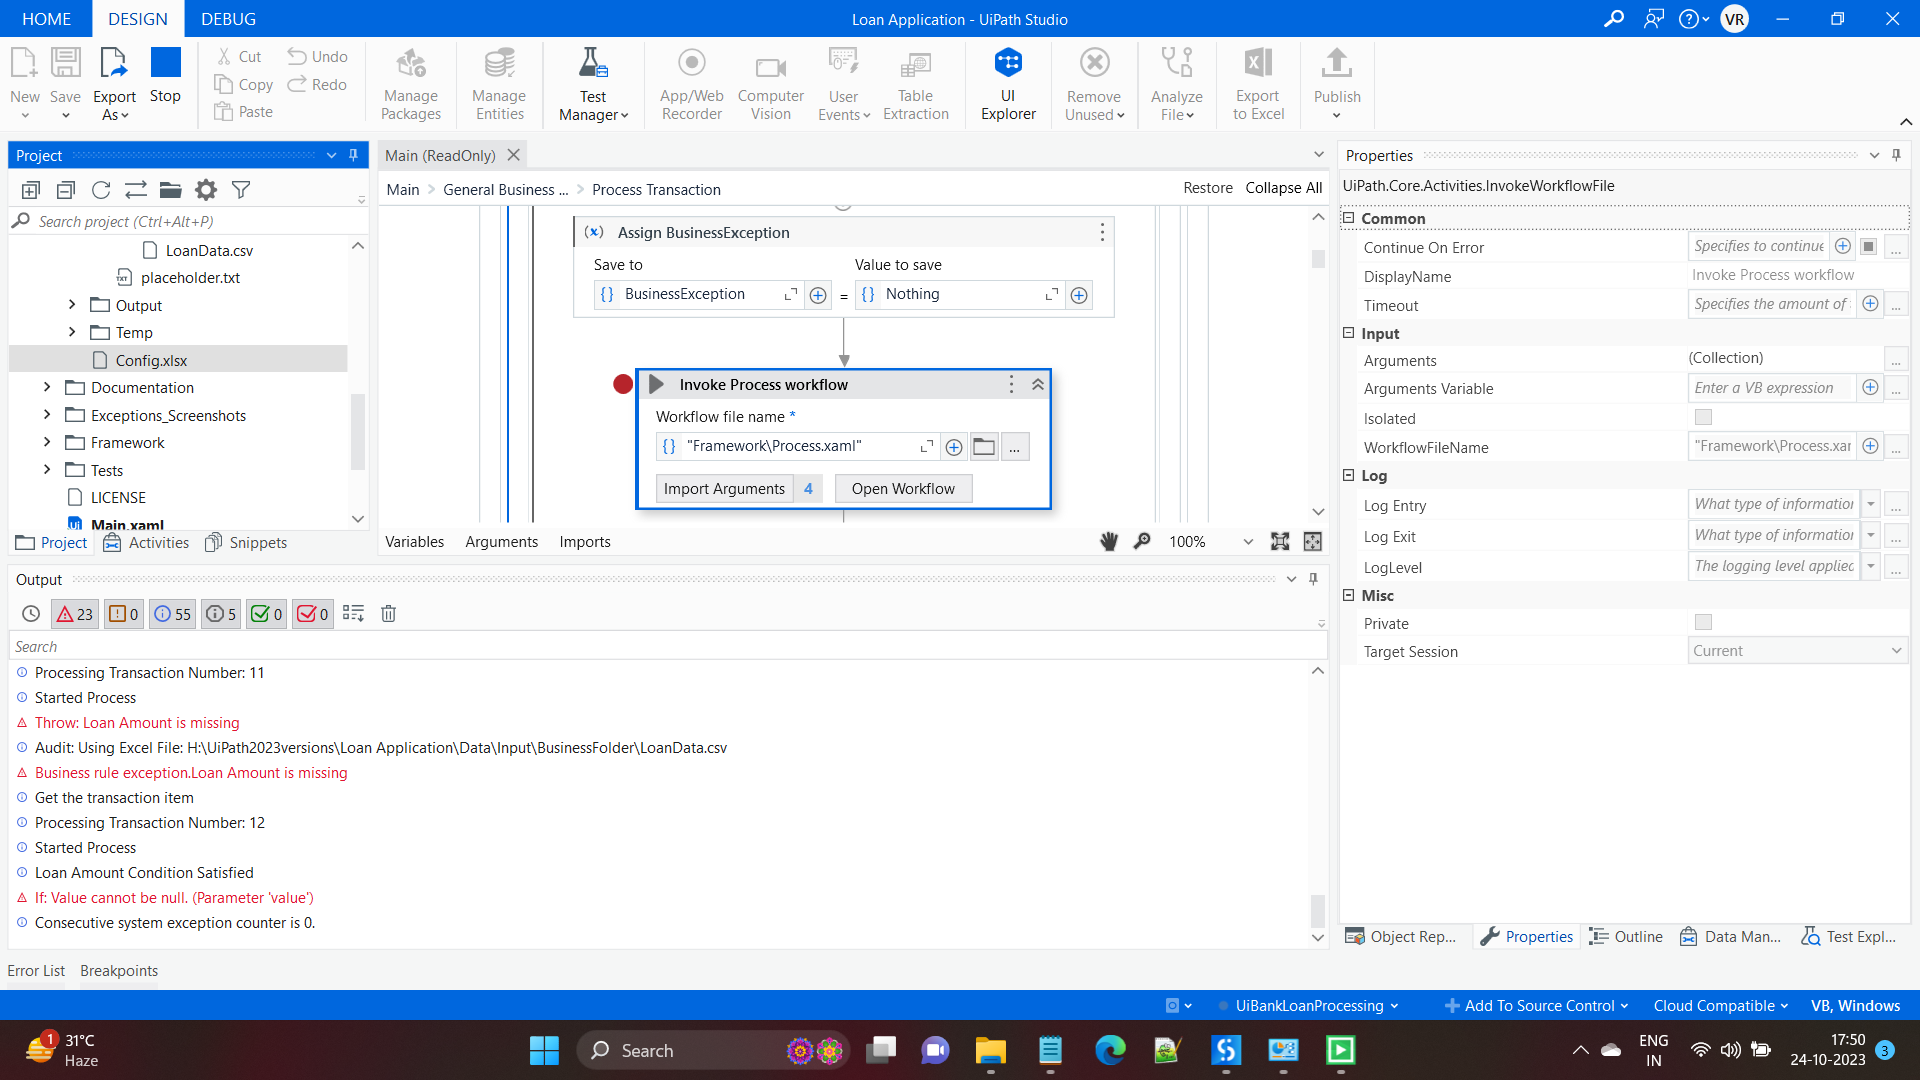 HOME DESIGN DEBUG Loan Application - UiPath Studio VR
New Save Export As Stop Cut Copy Paste Undo Redo
Manage Packages Manage Entities Test Manager App/Web Recorder Computer Vision User Events Table Extraction UI Explorer Remove Unused Analyze File Export to Excel Publish
Project
Search project (Ctrl+Alt+P)
LoanData.csv
placeholder.txt
Output
Temp
Config.xlsx
Documentation
Exceptions_Screenshots
Framework
Tests
LICENSE
Main.xaml
Project Activities Snippets
Main (ReadOnly)
Main > General Business ... > Process Transaction Restore Collapse All
Assign BusinessException
Save to Value to save
BusinessException = Nothing
Invoke Process workflow
Workflow file name *
"Framework\Process.xaml" ...
Import Arguments 4 Open Workflow
Variables Arguments Imports 100%
Properties
UiPath.Core.Activities.InvokeWorkflowFile
Common
Continue On Error Specifies to continue ...
DisplayName Invoke Process workflow
Timeout Specifies the amount of ...
Input
Arguments (Collection) ...
Arguments Variable Enter a VB expression ...
Isolated
WorkflowFileName "Framework\Process.xar ...
Log
Log Entry What type of information ...
Log Exit What type of information ...
LogLevel The logging level applied ...
Misc
Private
Target Session Current
Object Rep... Properties Outline Data Man... Test Expl...
Output
23 0 55 5 0 0
Search
Processing Transaction Number: 11
Started Process
Throw: Loan Amount is missing
Audit: Using Excel File: H:\UiPath2023versions\Loan Application\Data\Input\BusinessFolder\LoanData.csv
Business rule exception.Loan Amount is missing
Get the transaction item
Processing Transaction Number: 12
Started Process
Loan Amount Condition Satisfied
If: Value cannot be null. (Parameter 'value')
Consecutive system exception counter is 0.
Error List Breakpoints
UiBankLoanProcessing Add To Source Control Cloud Compatible VB, Windows
1 31°C
Haze
Search
ENG
IN
17:50
24-10-2023 3